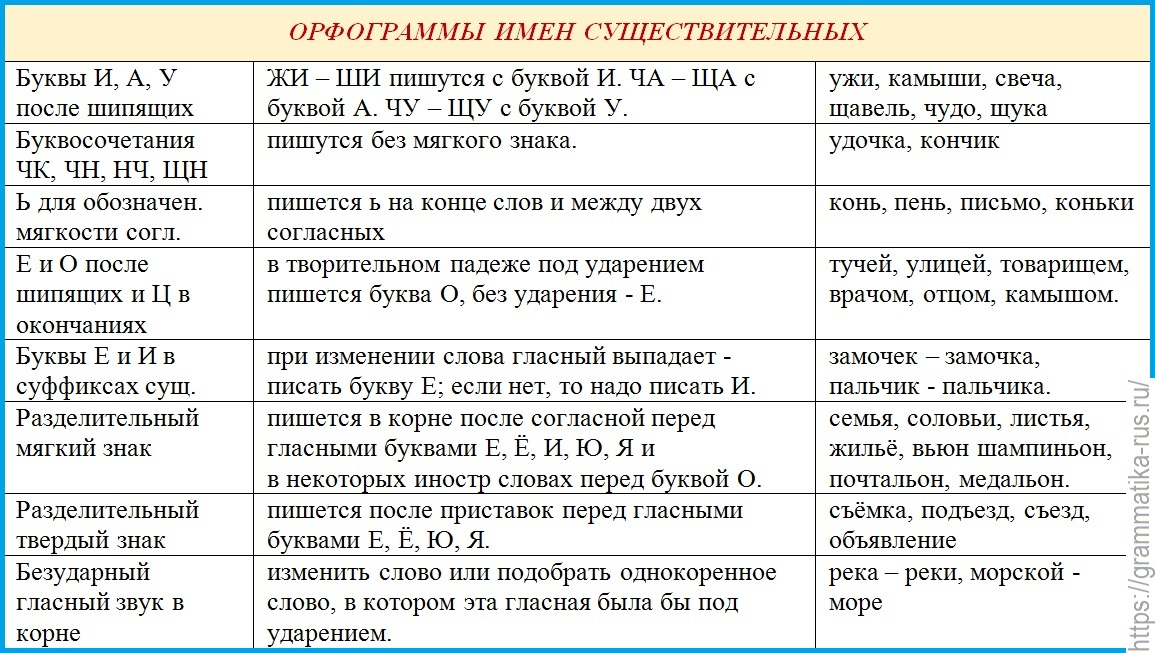 ОРФОГРАММЫ ИМЕН СУЩЕСТВИТЕЛЬНЫХ
Буквы И, А, У
после шипящих
ЖИ – ШИ пишутся с буквой И. ЧА – ЩА с
буквой А. ЧУ – ЩУ с буквой У.
ужи, камыши, свеча,
щавель, чудо, щука
Буквосочетания
ЧК, ЧН, НЧ, ЩН
пишутся без мягкого знака.
удочка, кончик
Ь для обозначен.
мягкости согл.
пишется ь на конце слов и между двух
согласных
конь, пень, письмо, коньки
Е и О после
шипящих и Ц в
окончаниях
в творительном падеже под ударением
пишется буква О, без ударения - Е.
тучей, улицей, товарищем,
врачом, отцом, камышом.
Буквы Е и И в
суффиксах сущ.
при изменении слова гласный выпадает -
писать букву Е; если нет, то надо писать И.
замочек – замочка,
пальчик - пальчика.
Разделительный
мягкий знак
пишется в корне после согласной перед
гласными буквами Е, Ё, И, Ю, Я и
в некоторых иностр словах перед буквой О.
семья, соловьи, листья,
жильё, вьюн шампиньон,
почтальон, медальон.
Разделительный
твердый знак
пишется после приставок перед гласными
буквами Е, Ё, Ю, Я.
съёмка, подъезд, съезд,
объявление
Безударный
гласный звук в
корне
изменить слово или подобрать однокоренное
слово, в котором эта гласная была бы под
ударением.
река – реки, морской -
море
https://grammatika-rus.ru/